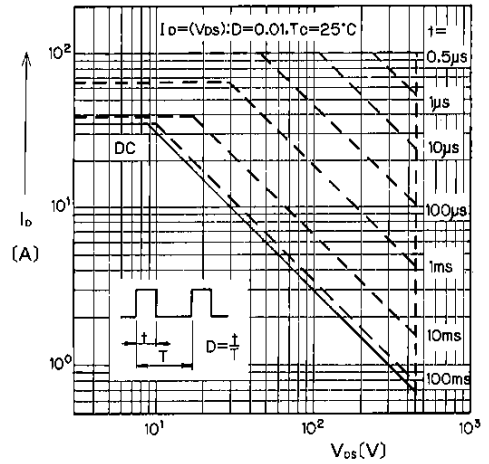 I D=(VDS):D=0.01,Tc=25°C
t=
10²
0.5μs
1μs
DC
10μs
ID
10¹
100μs
(A)
1ms
t
T
D=t/T
10ms
10⁰
100ms
10¹
10²
10³
VDS(V)